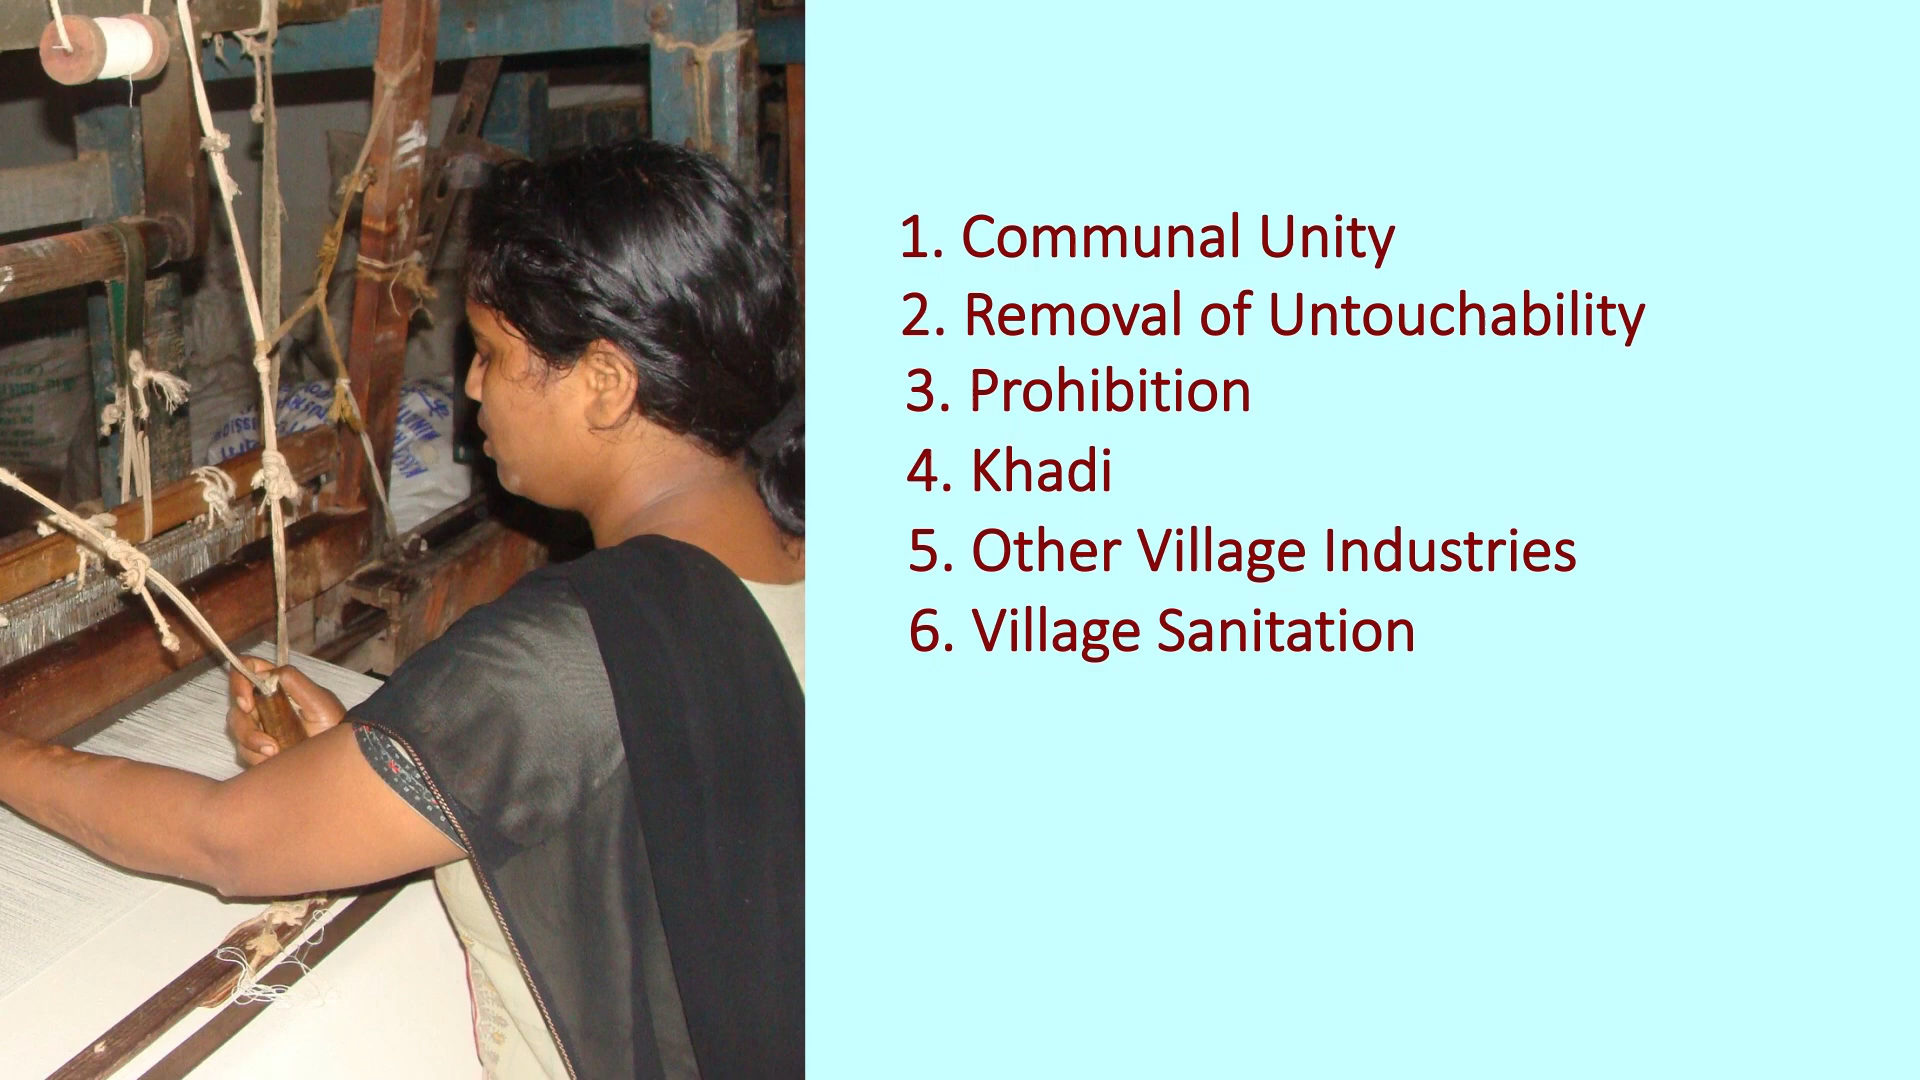 1. Communal Unity
2. Removal of Untouchability
3. Prohibition
4. Khadi
5. Other Village Industries
6. Village Sanitation